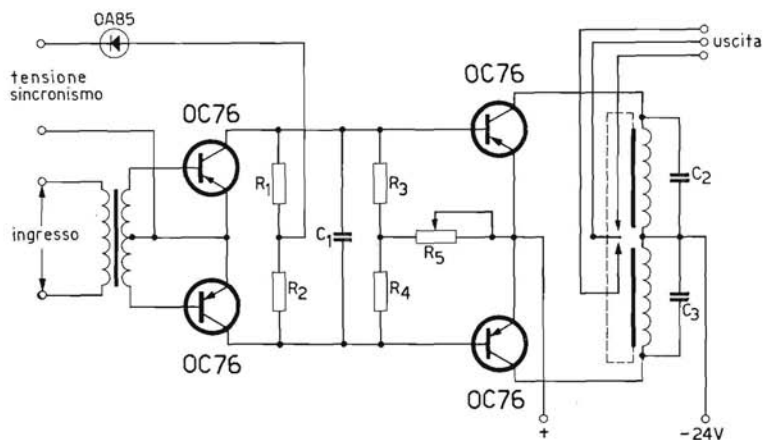 OA85
tensione
sincronismo
OC76
OC76
uscita
R1
R3
C2
ingresso
C1
R5
R2
R4
C3
OC76
OC76
+
-24V